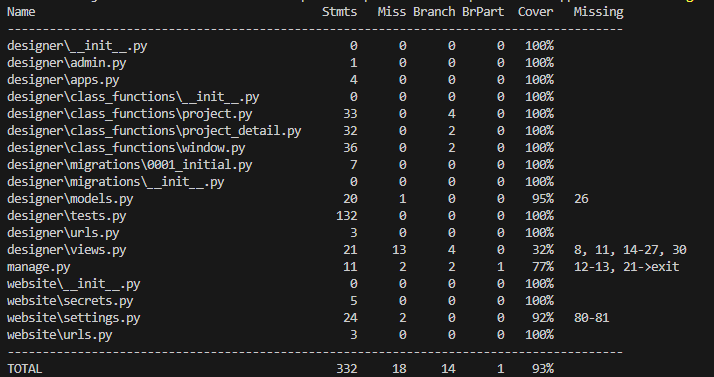 Name                                   Stmts   Miss Branch BrPart  Cover   Missing
----------------------------------------------------------------------------------
designer\__init__.py                       0      0      0      0   100%
designer\admin.py                          1      0      0      0   100%
designer\apps.py                           4      0      0      0   100%
designer\class_functions\__init__.py       0      0      0      0   100%
designer\class_functions\project.py       33      0      4      0   100%
designer\class_functions\project_detail.py    32      0      2      0   100%
designer\class_functions\window.py        36      0      2      0   100%
designer\migrations\0001_initial.py        7      0      0      0   100%
designer\migrations\__init__.py            0      0      0      0   100%
designer\models.py                        20      1      0      0    95%   26
designer\tests.py                        132      0      0      0   100%
designer\urls.py                           3      0      0      0   100%
designer\views.py                         21     13      4      0    32%   8, 11, 14-27, 30
manage.py                                 11      2      2      1    77%   12-13, 21->exit
website\__init__.py                        0      0      0      0   100%
website\secrets.py                         5      0      0      0   100%
website\settings.py                       24      2      0      0    92%   80-81
website\urls.py                            3      0      0      0   100%
----------------------------------------------------------------------------------
TOTAL                                    332     18     14      1    93%